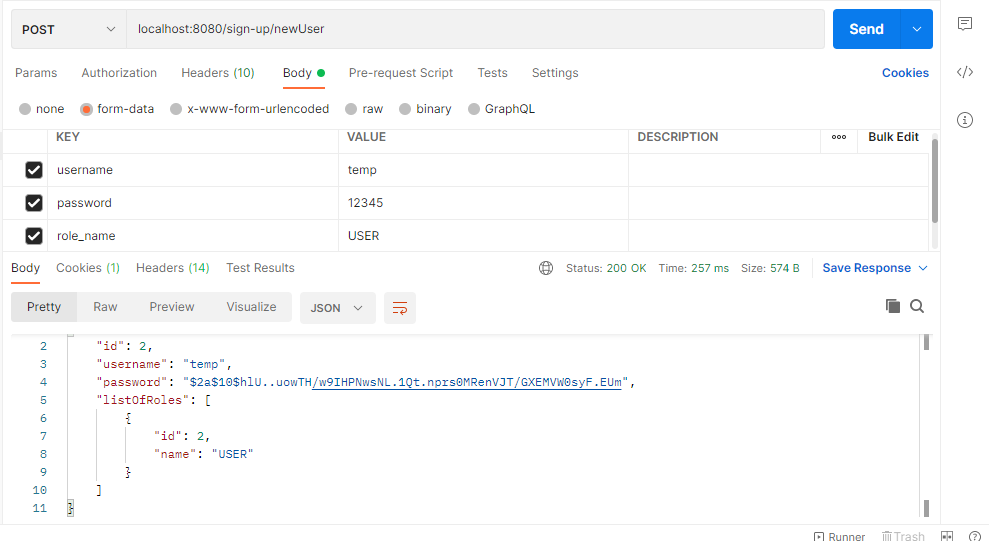 POST localhost:8080/sign-up/newUser Send
Params Authorization Headers (10) Body Pre-request Script Tests Settings Cookies
none form-data x-www-form-urlencoded raw binary GraphQL
KEY VALUE DESCRIPTION ooo Bulk Edit
username temp
password 12345
role_name USER
Body Cookies (1) Headers (14) Test Results Status: 200 OK Time: 257 ms Size: 574 B Save Response
Pretty Raw Preview Visualize JSON
2 "id": 2,
3 "username": "temp",
4 "password": "$2a$10$hlU..uowTH/w9IHPNwsNL.1Qt.nprs0MRenVJT/GXEMVW0syF.EUm",
5 "listOfRoles": [
6 {
7 "id": 2,
8 "name": "USER"
9 }
10 ]
11 }
Runner Trash